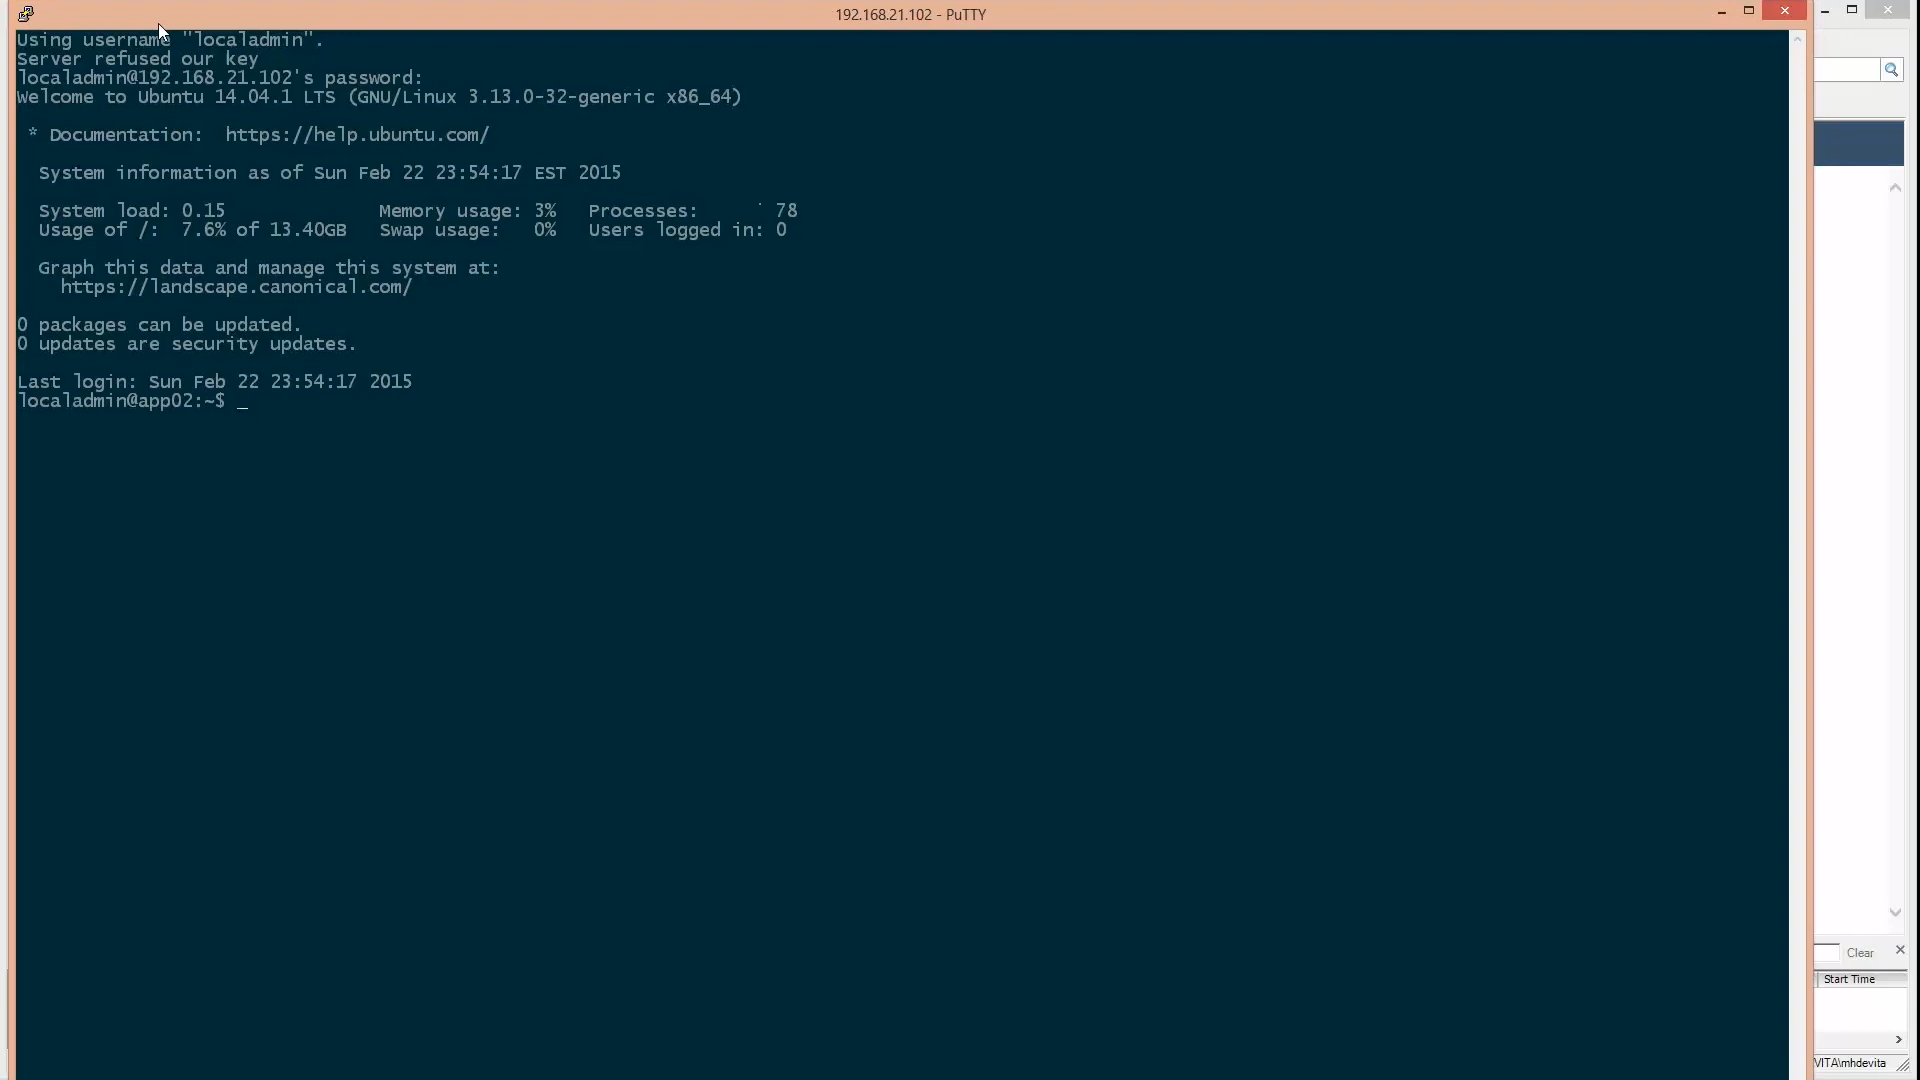 192.168.21.102 - PuTTY
Using username "localadmin".
Server refused our key
localadmin@192.168.21.102's password:
Welcome to Ubuntu 14.04.1 LTS (GNU/Linux 3.13.0-32-generic x86_64)
* Documentation:  https://help.ubuntu.com/
System information as of Sun Feb 22 23:54:17 EST 2015
System load: 0.15 Memory usage: 3% Processes: 78
Usage of /: 7.6% of 13.40GB Swap usage: 0% Users logged in: 0
Graph this data and manage this system at:
https://landscape.canonical.com/
0 packages can be updated.
0 updates are security updates.
Last login: Sun Feb 22 23:54:17 2015
localadmin@app02:~$ _
Clear
Start Time
VITA\mhdevita